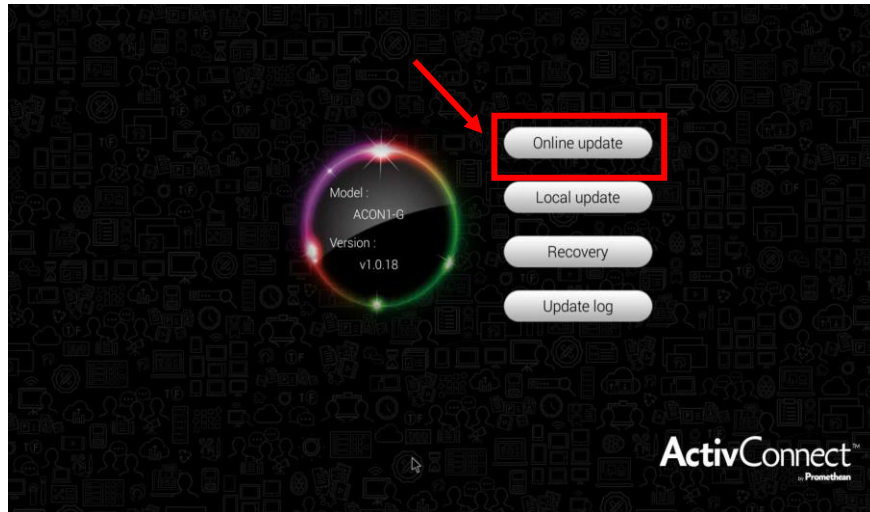 Model :
ACON1-G
Version :
v1.0.18
Online update
Local update
Recovery
Update log
ActivConnect™
by Promethean